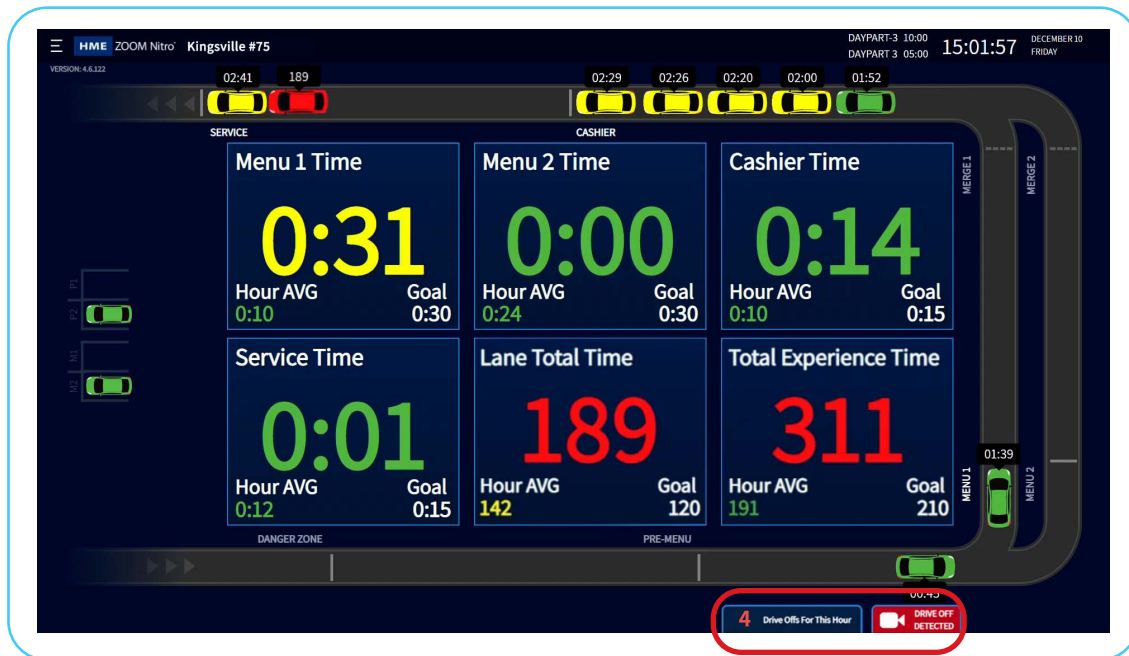 HME ZOOM Nitro Kingsville #75
DAYPART-3 10:00
DAYPART 3 05:00
15:01:57
DECEMBER 10
FRIDAY
VERSION: 4.6.122
02:41 189 02:29 02:26 02:20 02:00 01:52
SERVICE CASHIER
MERGE 1
MERGE 2
Menu 1 Time
0:31
Hour AVG Goal
0:10 0:30
Menu 2 Time
0:00
Hour AVG Goal
0:24 0:30
Cashier Time
0:14
Hour AVG Goal
0:10 0:15
P1
P2
M1
M2
Service Time
0:01
Hour AVG Goal
0:12 0:15
Lane Total Time
189
Hour AVG Goal
142 120
Total Experience Time
311
Hour AVG Goal
191 210
01:39
MENU 1
MENU 2
DANGER ZONE PRE-MENU
4 Drive Offs For This Hour
DRIVE OFF
DETECTED